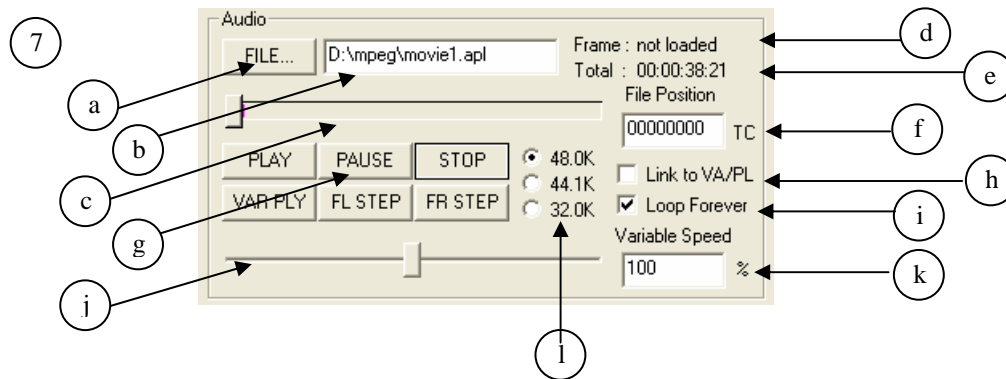 Audio
7
FILE...
D:\mpeg\movie1.apl
Frame : not loaded
d
Total : 00:00:38:21
e
a
b
File Position
00000000 TC
f
PLAY PAUSE STOP
48.0K
Link to VA/PL
h
c
44.1K
VAR PLY FL STEP FR STEP
32.0K
Loop Forever
i
g
Variable Speed
100 %
k
j
l